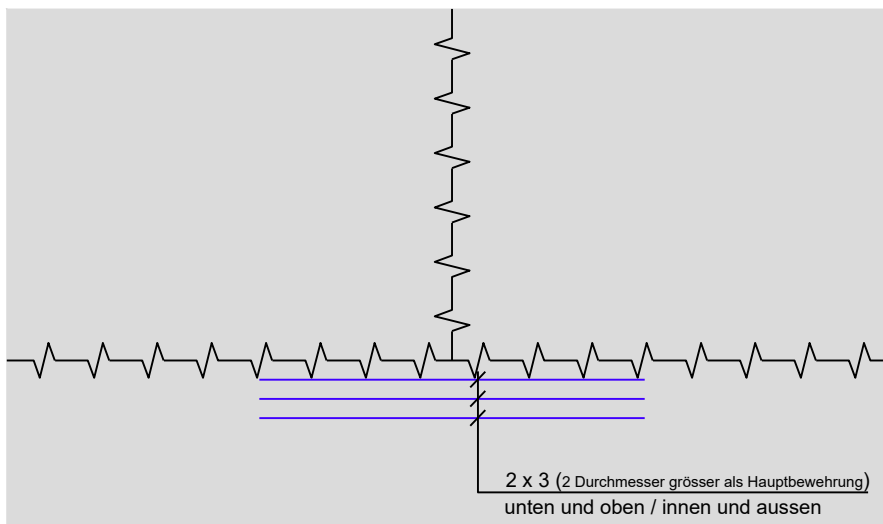 2 x 3 (2 Durchmesser grösser als Hauptbewehrung)
unten und oben / innen und aussen